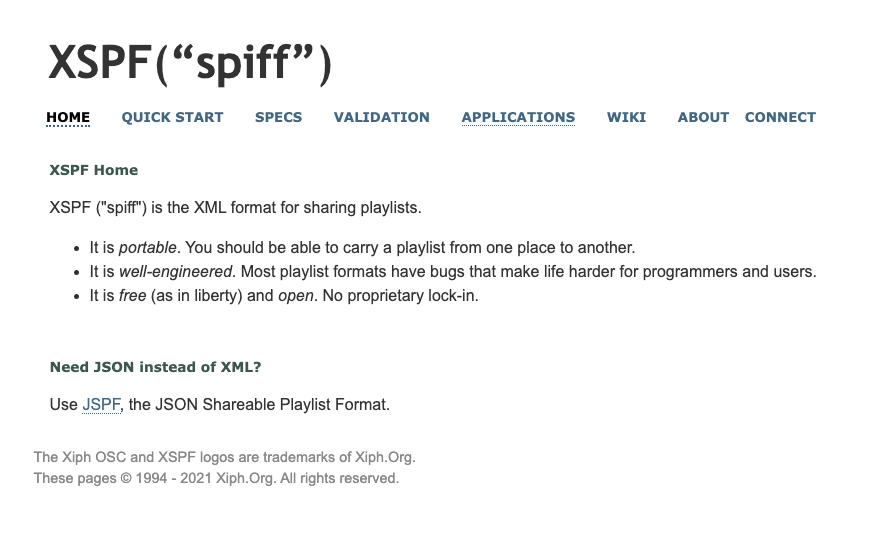 XSPF(“spiff”)
HOME QUICK START SPECS VALIDATION APPLICATIONS WIKI ABOUT CONNECT
XSPF Home
XSPF ("spiff") is the XML format for sharing playlists.
• It is portable. You should be able to carry a playlist from one place to another.
• It is well-engineered. Most playlist formats have bugs that make life harder for programmers and users.
• It is free (as in liberty) and open. No proprietary lock-in.
Need JSON instead of XML?
Use JSPF, the JSON Shareable Playlist Format.
The Xiph OSC and XSPF logos are trademarks of Xiph.Org.
These pages © 1994 - 2021 Xiph.Org. All rights reserved.